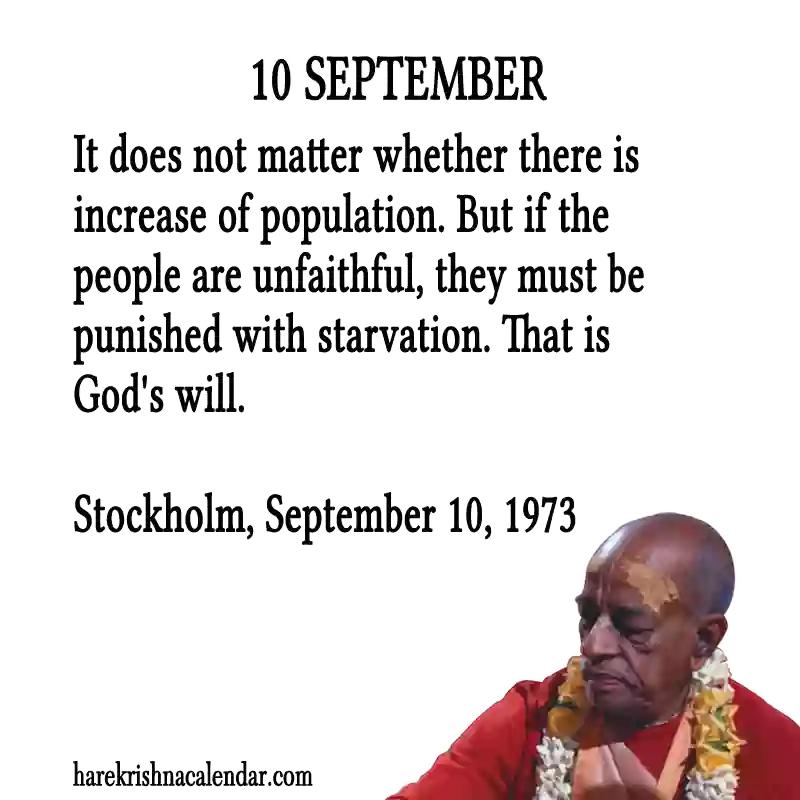 10 SEPTEMBER
It does not matter whether there is
increase of population. But if the
people are unfaithful, they must be
punished with starvation. That is
God's will.
Stockholm, September 10, 1973
harekrishnacalendar.com